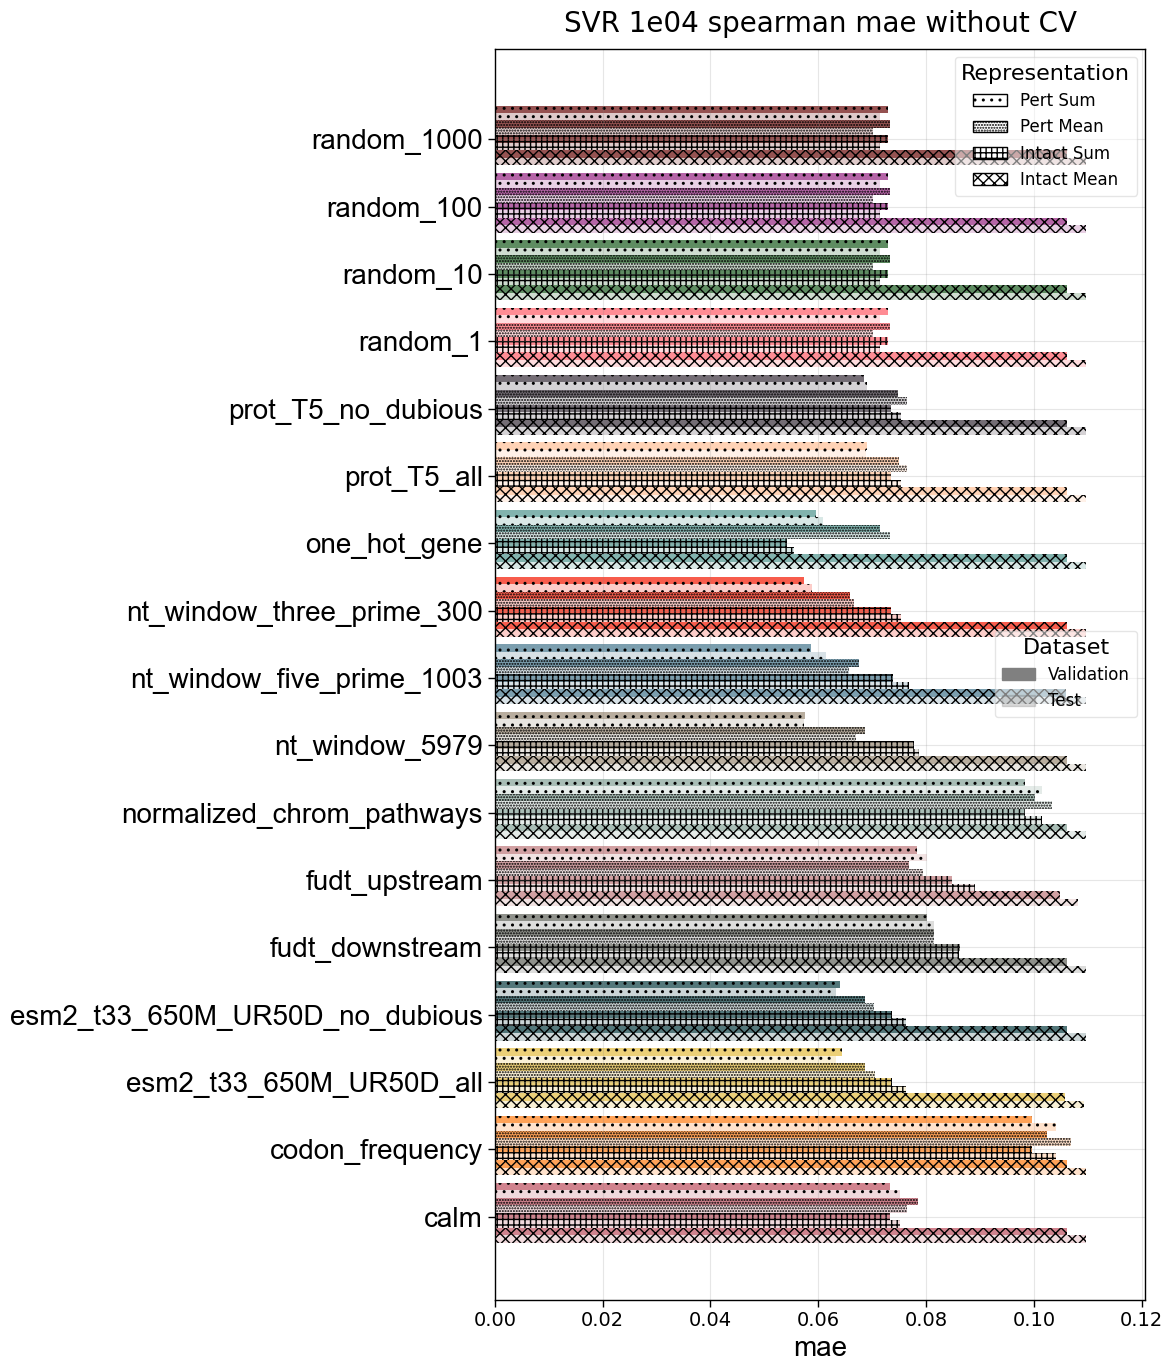 SVR 1e04 spearman mae without CV
Representation
Pert Sum
Pert Mean
Intact Sum
Intact Mean
random_1000
random_100
random_10
random_1
prot_T5_no_dubious
prot_T5_all
one_hot_gene
nt_window_three_prime_300
Dataset
Validation
Test
nt_window_five_prime_1003
nt_window_5979
normalized_chrom_pathways
fudt_upstream
fudt_downstream
esm2_t33_650M_UR50D_no_dubious
esm2_t33_650M_UR50D_all
codon_frequency
calm
0.00 0.02 0.04 0.06 0.08 0.10 0.12
mae